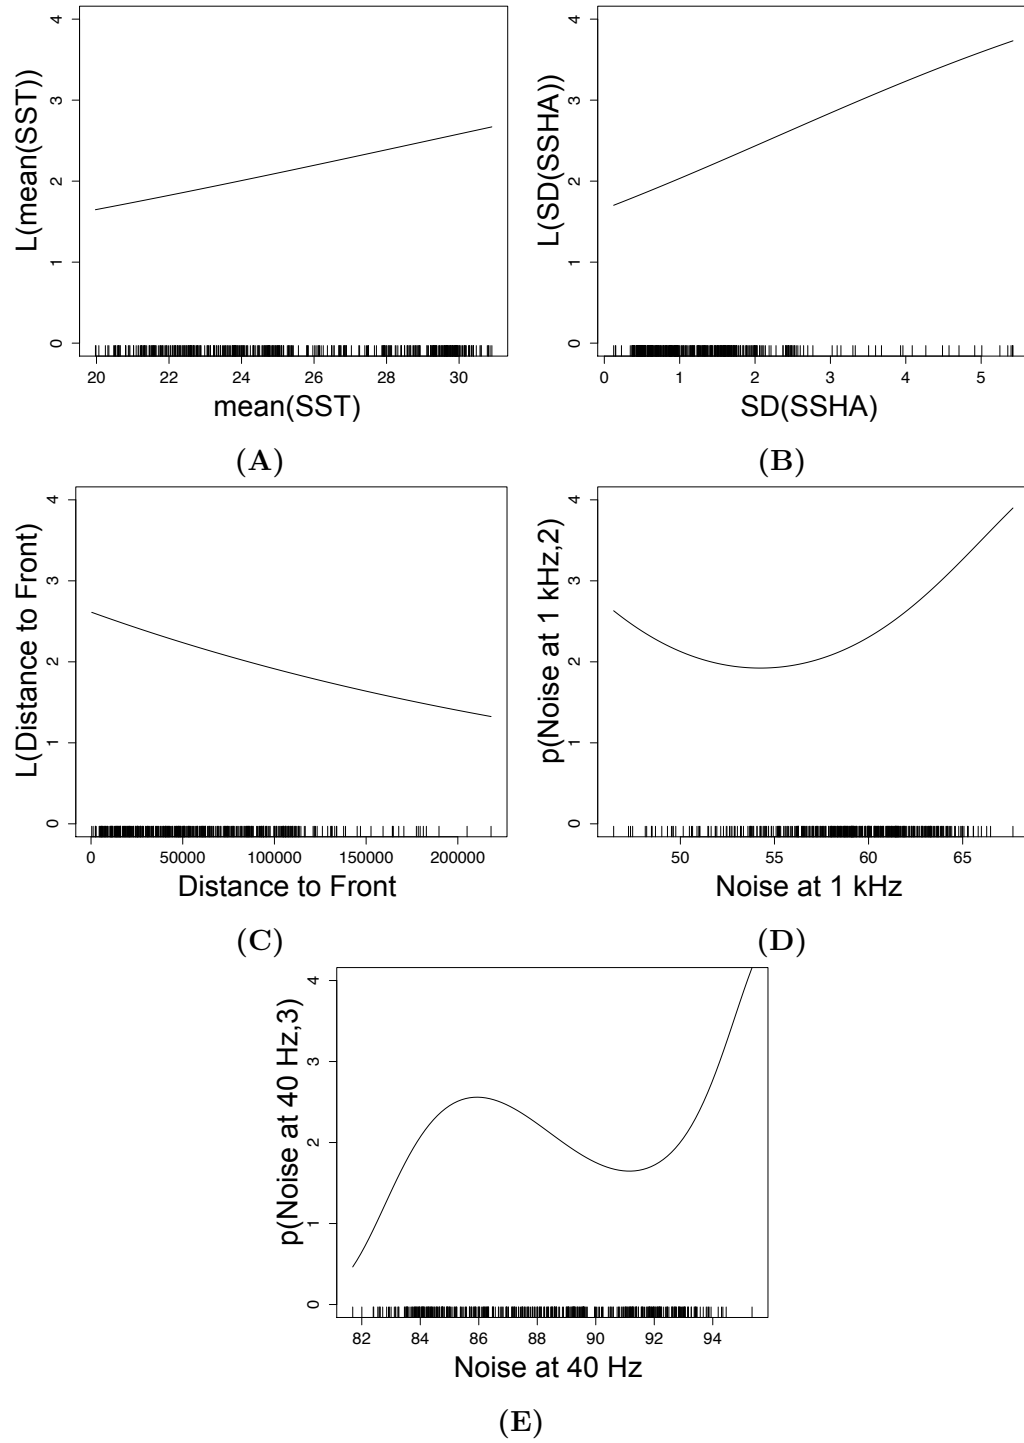 L(mean(SST))
4
3
2
1
0
20 22 24 26 28 30
mean(SST)
(A)
L(SD(SSHA))
4
3
2
1
0
0 1 2 3 4 5
SD(SSHA)
(B)
L(Distance to Front)
4
3
2
1
0
0 50000 100000 150000 200000
Distance to Front
(C)
p(Noise at 1 kHz,2)
4
3
2
1
0
50 55 60 65
Noise at 1 kHz
(D)
p(Noise at 40 Hz,3)
4
3
2
1
0
82 84 86 88 90 92 94
Noise at 40 Hz
(E)